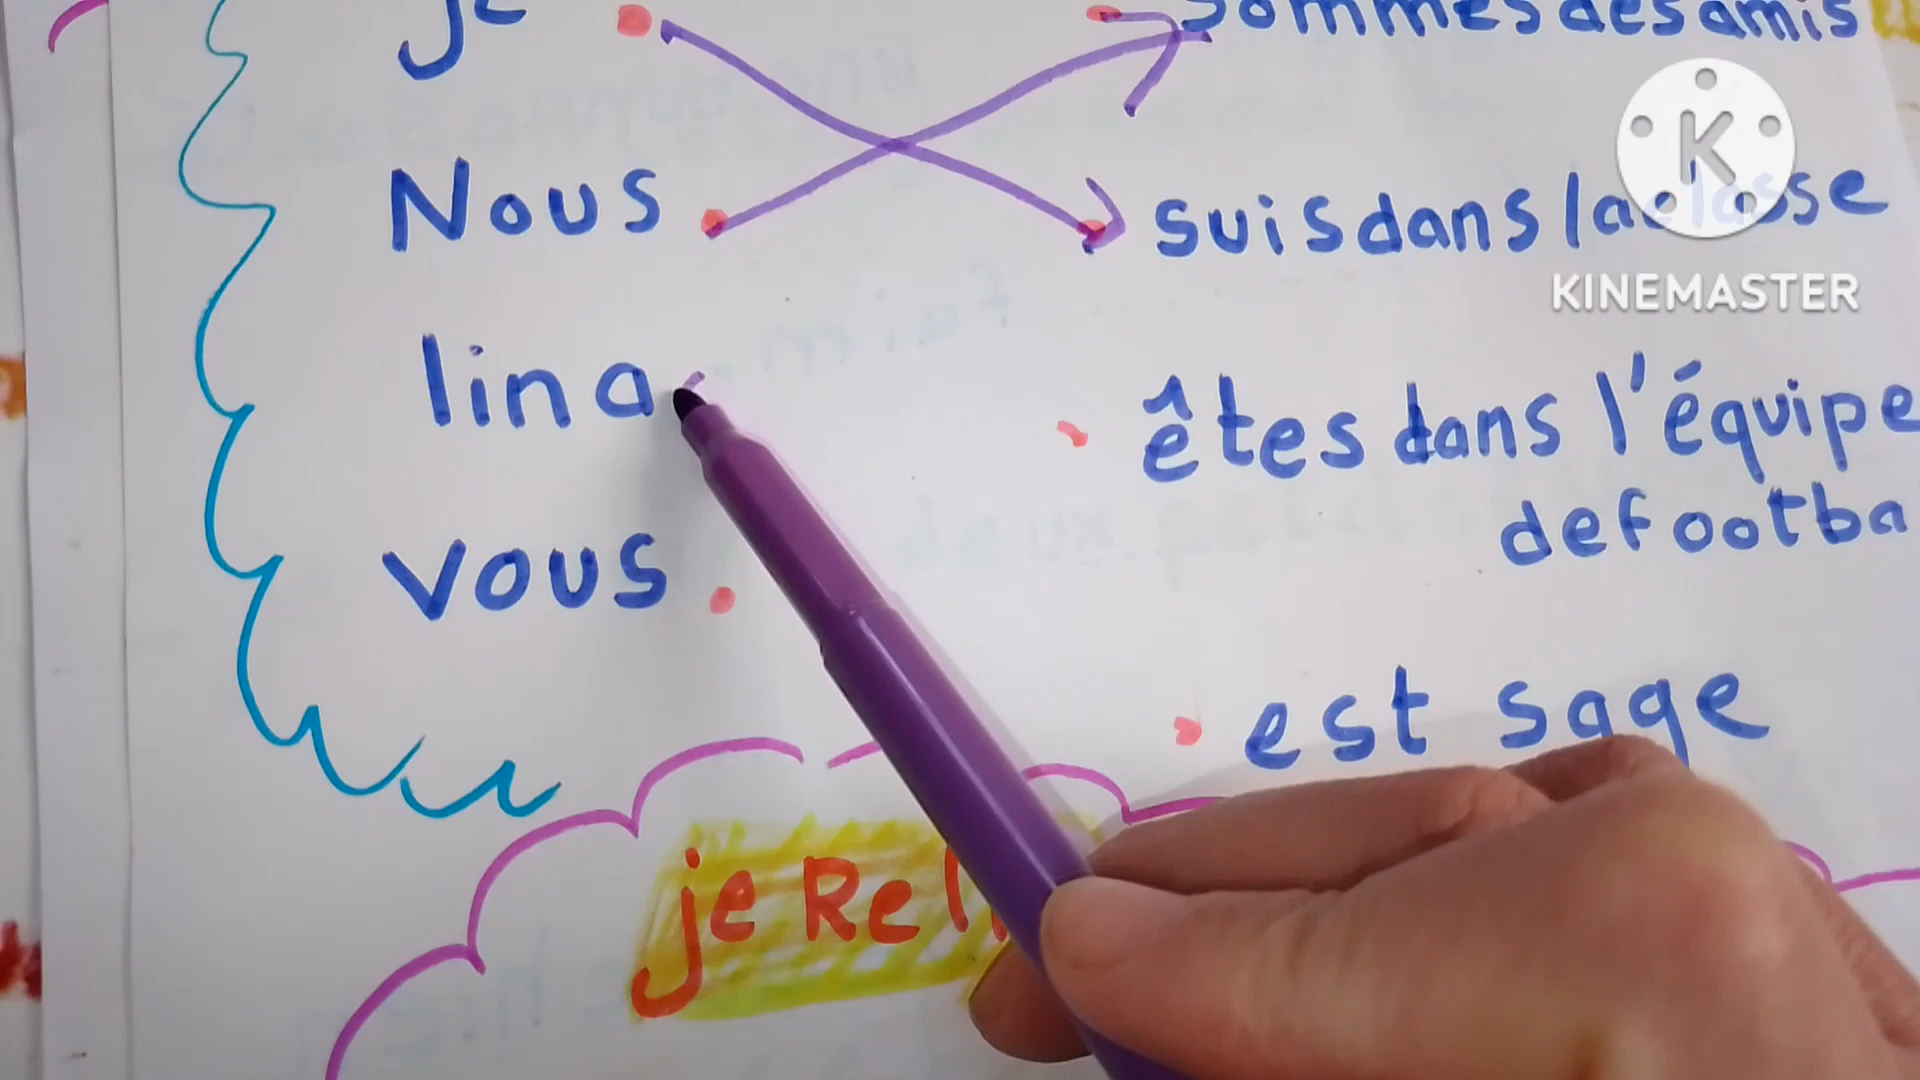 je sommes des amis
Nous suis dans la classe
KINEMASTER
lina êtes dans l'équipe
de footba
vous
est sage
je Rel